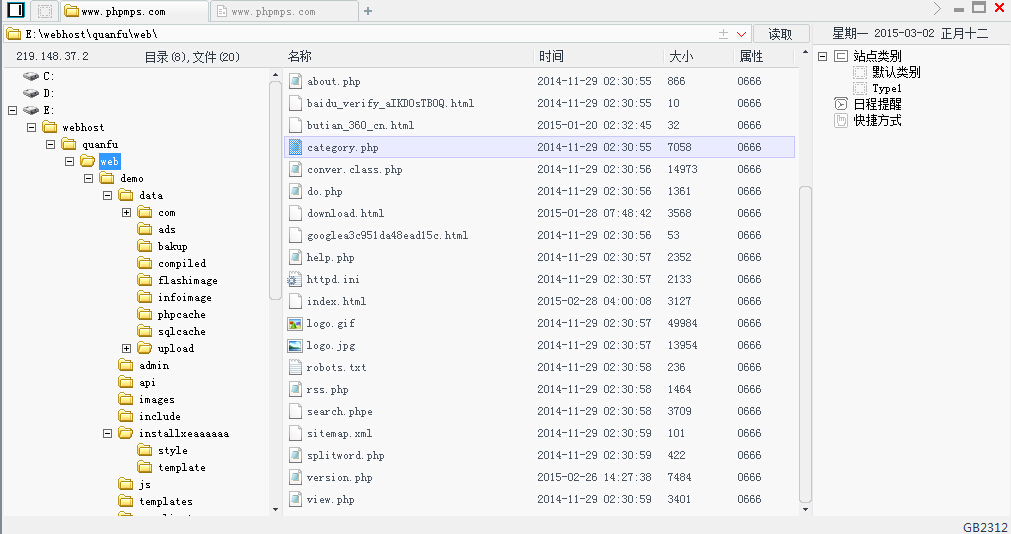 www.phpmps.com
www.phpmps.com
E:\webhost\quanfu\web\
读取
星期一 2015-03-02 正月十二
219.148.37.2
目录(8),文件(20)
名称 时间 大小 属性
C:
D:
E:
webhost
quanfu
web
demo
data
com
ads
bakup
compiled
flashimage
infoimage
phpcache
sqlcache
upload
admin
api
images
include
installxeaaaaaa
style
template
js
templates
about.php 2014-11-29 02:30:55 866 0666
baidu_verify_aIKDOsTBOQ.html 2014-11-29 02:30:55 10 0666
butian_360_cn.html 2015-01-20 02:32:45 32 0666
category.php 2014-11-29 02:30:55 7058 0666
conver.class.php 2014-11-29 02:30:56 14973 0666
do.php 2014-11-29 02:30:56 1361 0666
download.html 2015-01-28 07:48:42 3568 0666
googlea3c951da48ead15c.html 2014-11-29 02:30:56 53 0666
help.php 2014-11-29 02:30:57 2352 0666
httpd.ini 2014-11-29 02:30:57 2133 0666
index.html 2015-02-28 04:00:08 3127 0666
logo.gif 2014-11-29 02:30:57 49984 0666
logo.jpg 2014-11-29 02:30:57 13954 0666
robots.txt 2014-11-29 02:30:58 236 0666
rss.php 2014-11-29 02:30:58 1464 0666
search.phpe 2014-11-29 02:30:58 3709 0666
sitemap.xml 2014-11-29 02:30:59 101 0666
splitword.php 2014-11-29 02:30:59 422 0666
version.php 2015-02-26 14:27:38 7484 0666
view.php 2014-11-29 02:30:59 3401 0666
站点类别
默认类别
Type1
日程提醒
快捷方式
GB2312